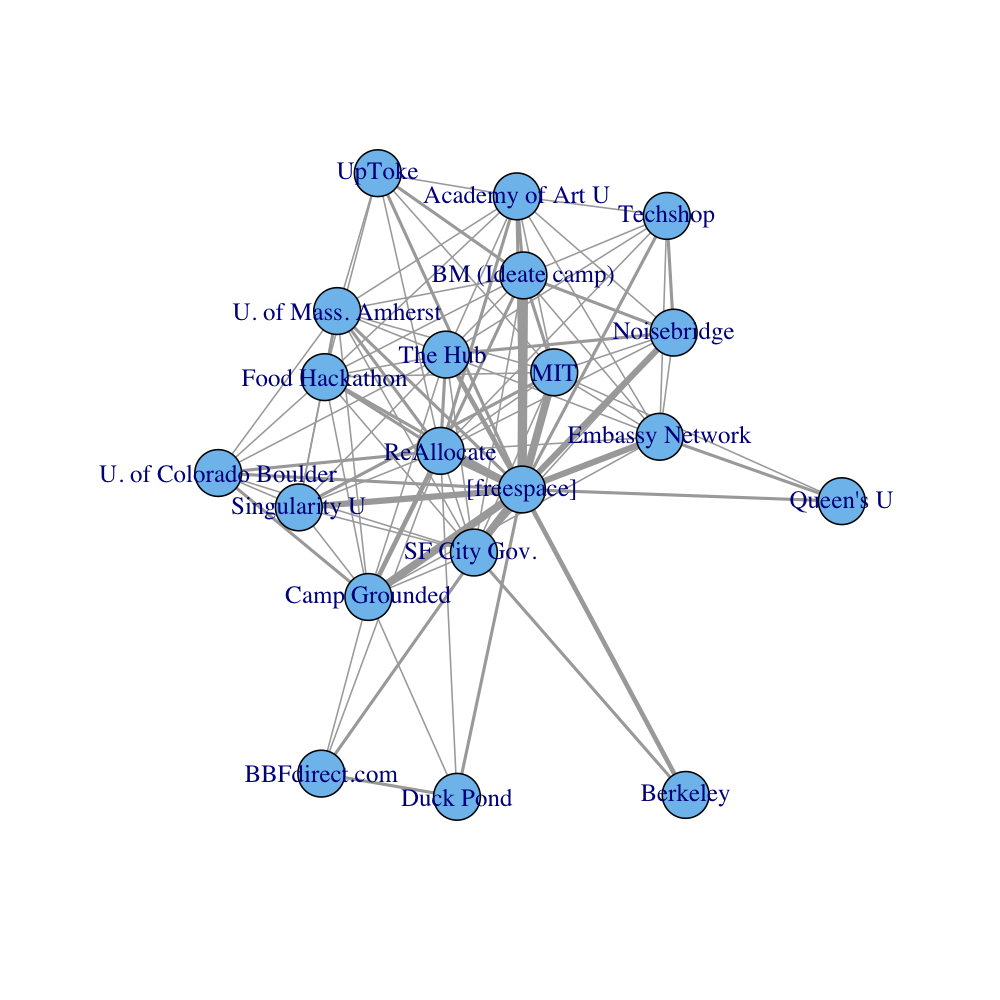 UpToke
Academy of Art U
Techshop
BM (Ideate camp)
U. of Mass. Amherst
Noisebridge
The Hub
MIT
Food Hackathon
Embassy Network
ReAllocate
U. of Colorado Boulder
[freespace]
Queen's U
Singularity U
SF City Gov.
Camp Grounded
BBFdirect.com
Duck Pond
Berkeley